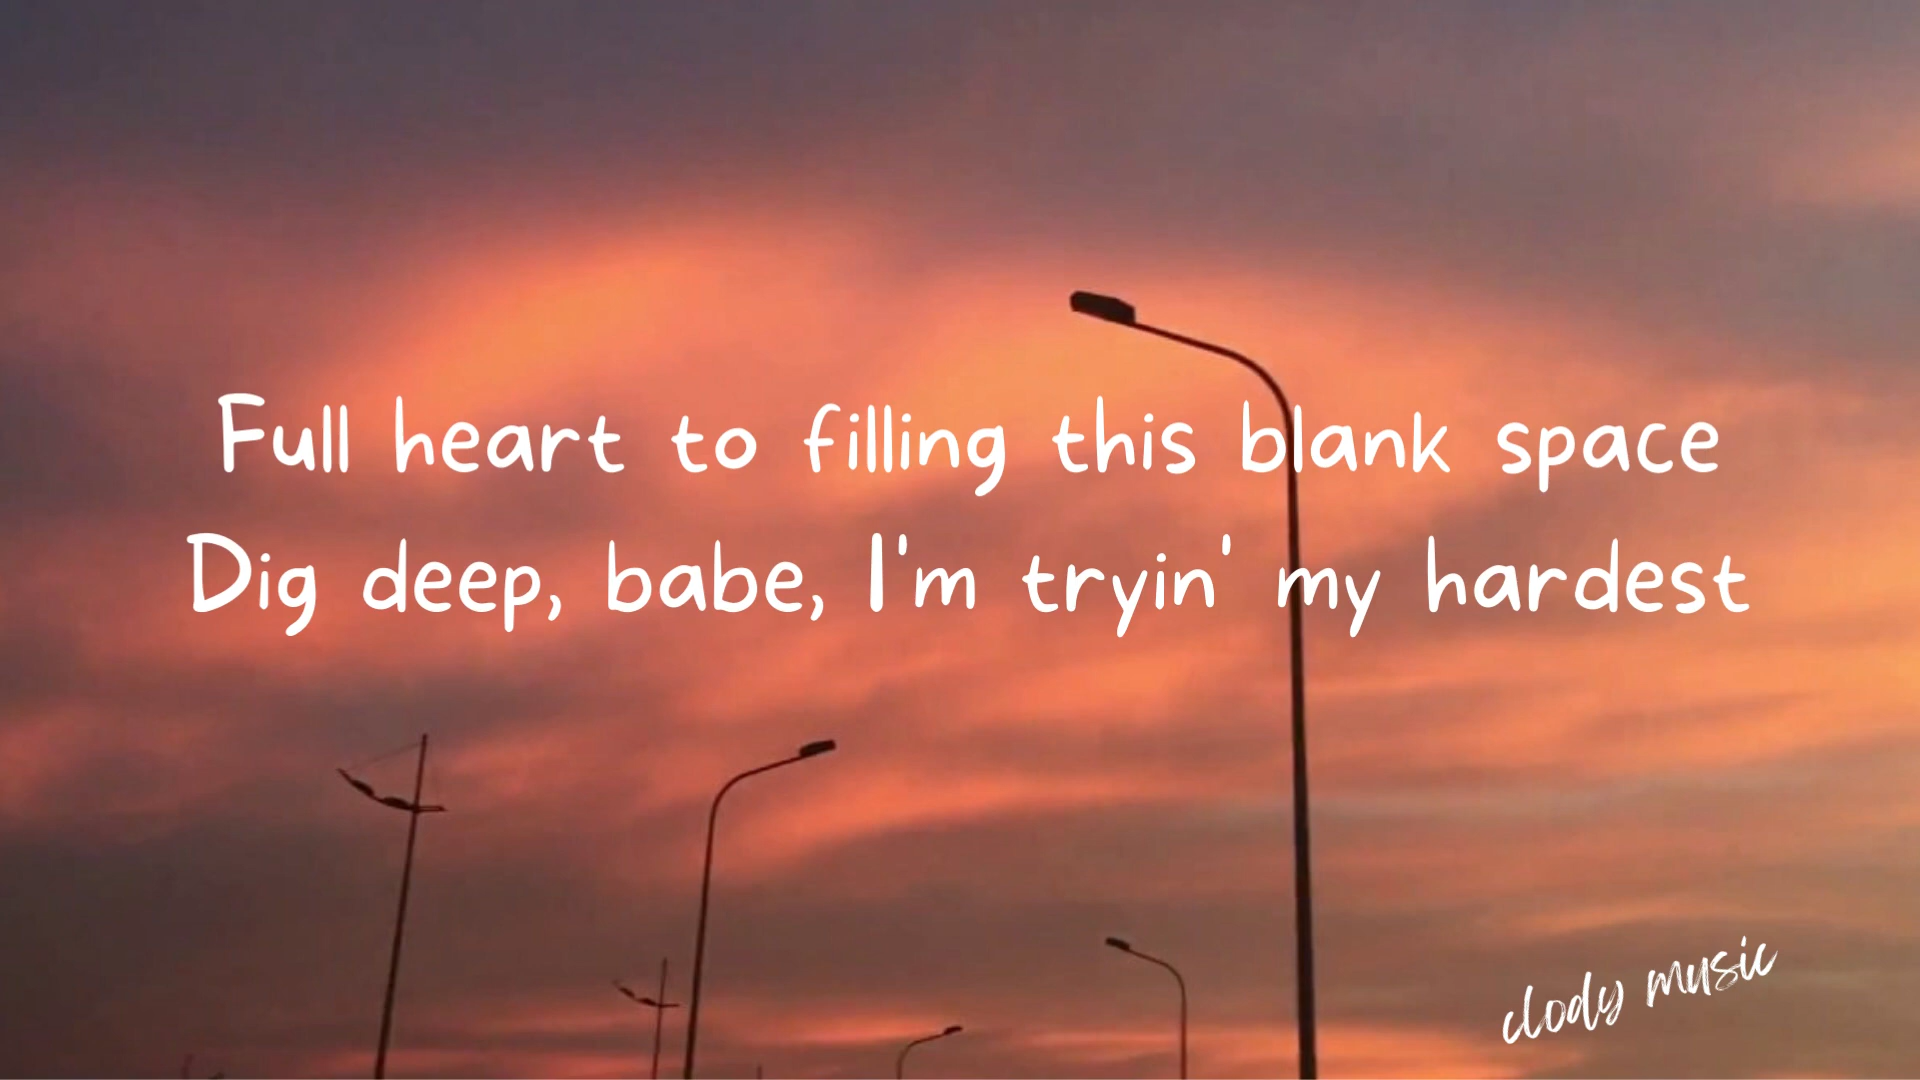 Full heart to filling this blank space
Dig deep, babe, I'm tryin' my hardest
clody music